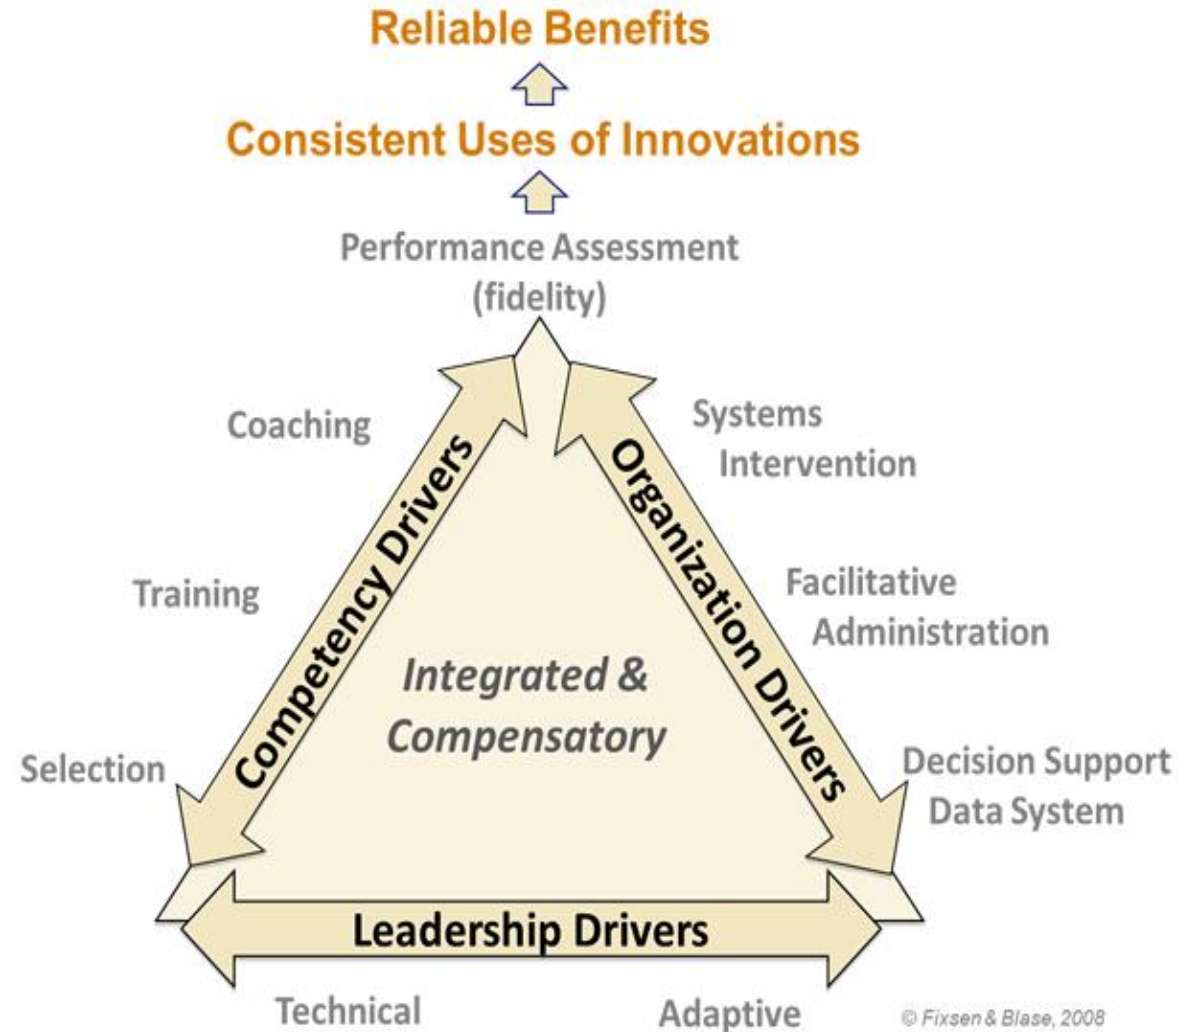 Reliable Benefits
Consistent Uses of Innovations
Performance Assessment
(fidelity)
Coaching
Training
Selection
Competency Drivers
Systems
Intervention
Facilitative
Administration
Decision Support
Data System
Organization Drivers
Integrated &
Compensatory
Leadership Drivers
Technical
Adaptive
© Fixsen & Blase, 2008